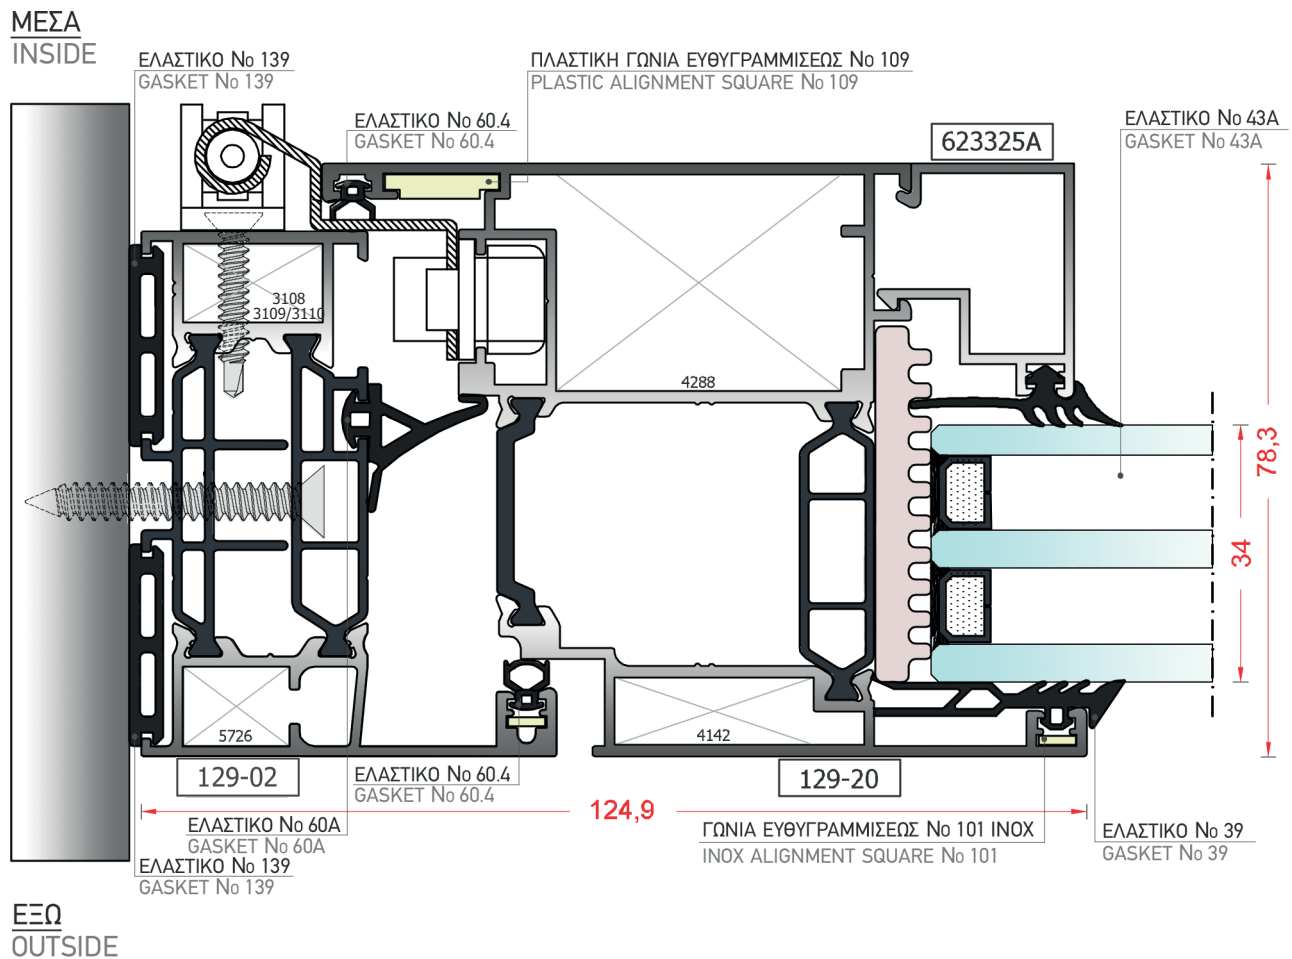 ΜΕΣΑ
INSIDE
ΕΛΑΣΤΙΚΟ No 139
GASKET No 139
ΠΛΑΣΤΙΚΗ ΓΩΝΙΑ ΕΥΘΥΓΡΑΜΜΙΣΕΩΣ No 109
PLASTIC ALIGNMENT SQUARE No 109
ΕΛΑΣΤΙΚΟ No 60.4
GASKET No 60.4
ΕΛΑΣΤΙΚΟ No 43A
GASKET No 43A
623325A
3108
3109/3110
4288
78,3
34
5726
4142
129-02
129-20
ΕΛΑΣΤΙΚΟ No 60.4
GASKET No 60.4
124,9
ΕΛΑΣΤΙΚΟ No 60A
GASKET No 60A
ΓΩΝΙΑ ΕΥΘΥΓΡΑΜΜΙΣΕΩΣ No 101 INOX
INOX ALIGNMENT SQUARE No 101
ΕΛΑΣΤΙΚΟ No 39
GASKET No 39
ΕΛΑΣΤΙΚΟ No 139
GASKET No 139
ΕΞΩ
OUTSIDE